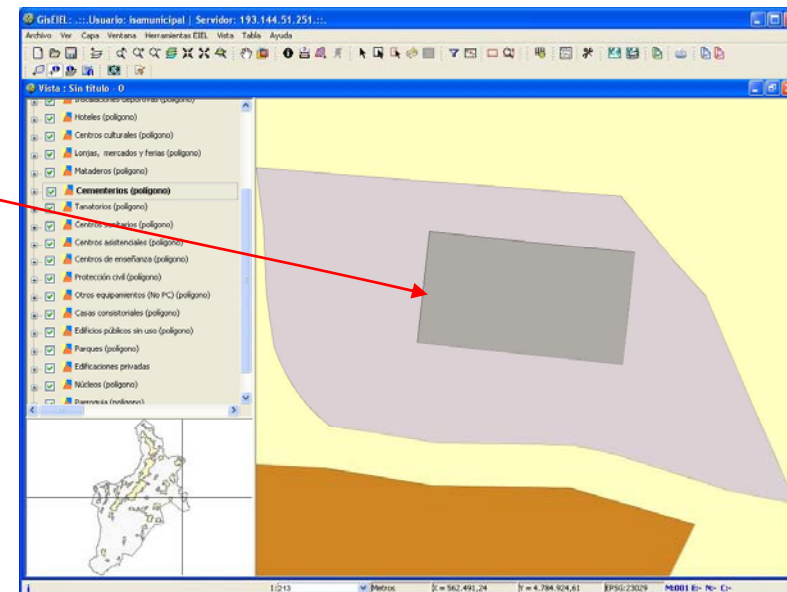 GisEIEL: .::.Usuario: isamunicipal | Servidor: 193.144.51.251.::.
Archivo Ver Capa Ventana Herramientas EIEL Vista Tabla Ayuda
Vista : Sin título - 0
Instalaciones deportivas (polígono)
Hoteles (polígono)
Centros culturales (polígono)
Lonjas, mercados y ferias (polígono)
Mataderos (polígono)
Cementerios (polígono)
Tanatorios (polígono)
Centros sanitarios (polígono)
Centros asistenciales (polígono)
Centros de enseñanza (polígono)
Protección civil (polígono)
Otros equipamentos (No PC) (polígono)
Casas consistoriales (polígono)
Edificios públicos sin uso (polígono)
Parques (polígono)
Edificaciones privadas
Núcleos (polígono)
Parroquia (polígono)
1:213 Metros X = 562.491,24 Y = 4.784.924,61 EPSG:23029 M:001 E:- N:- C:-